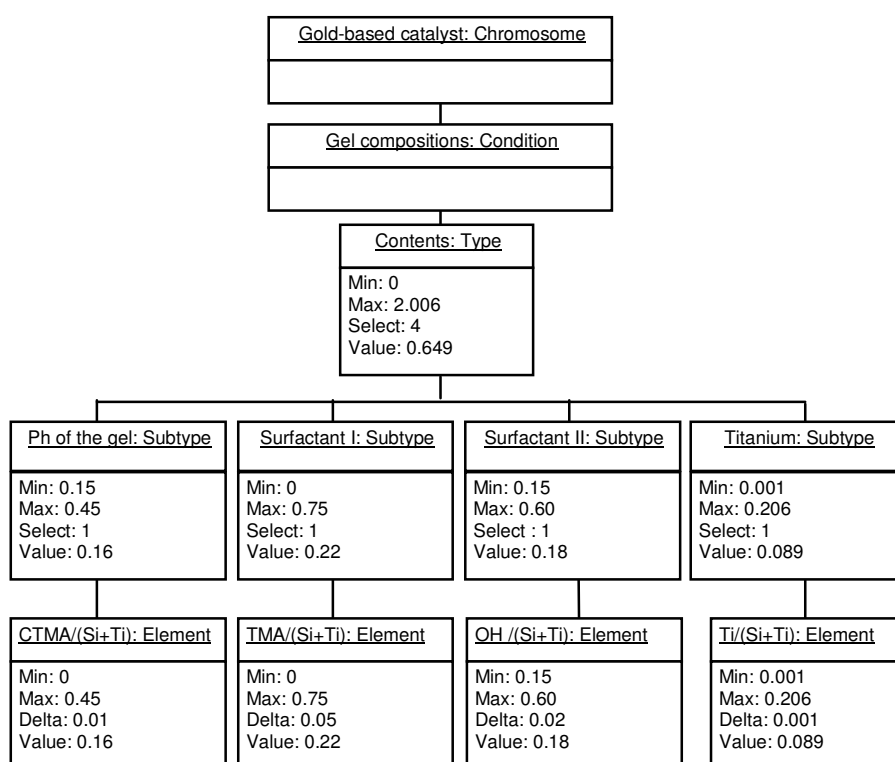 Gold-based catalyst: Chromosome
Gel compositions: Condition
Contents: Type
Min: 0
Max: 2.006
Select: 4
Value: 0.649
Ph of the gel: Subtype
Min: 0.15
Max: 0.45
Select: 1
Value: 0.16
Surfactant I: Subtype
Min: 0
Max: 0.75
Select: 1
Value: 0.22
Surfactant II: Subtype
Min: 0.15
Max: 0.60
Select : 1
Value: 0.18
Titanium: Subtype
Min: 0.001
Max: 0.206
Select: 1
Value: 0.089
CTMA/(Si+Ti): Element
Min: 0
Max: 0.45
Delta: 0.01
Value: 0.16
TMA/(Si+Ti): Element
Min: 0
Max: 0.75
Delta: 0.05
Value: 0.22
OH /(Si+Ti): Element
Min: 0.15
Max: 0.60
Delta: 0.02
Value: 0.18
Ti/(Si+Ti): Element
Min: 0.001
Max: 0.206
Delta: 0.001
Value: 0.089